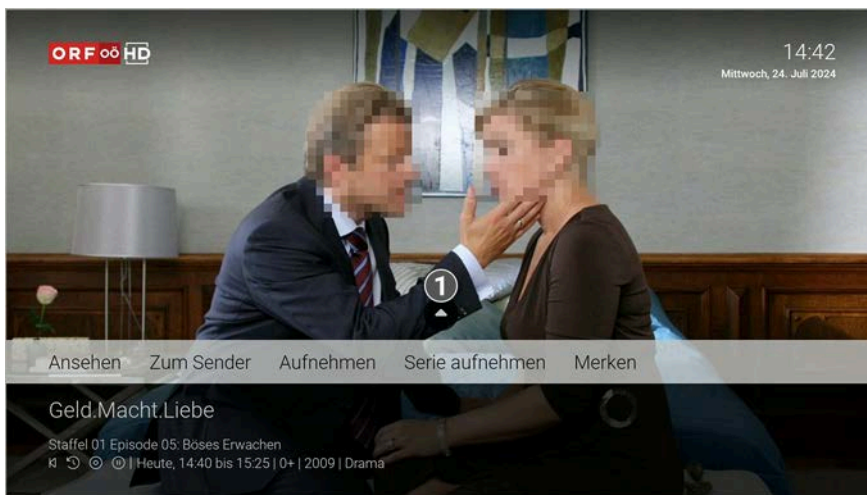 ORF oö HD
14:42
Mittwoch, 24. Juli 2024
1
Ansehen Zum Sender Aufnehmen Serie aufnehmen Merken
Geld.Macht.Liebe
Staffel 01 Episode 05: Böses Erwachen
| Heute, 14:40 bis 15:25 | 0+ | 2009 | Drama